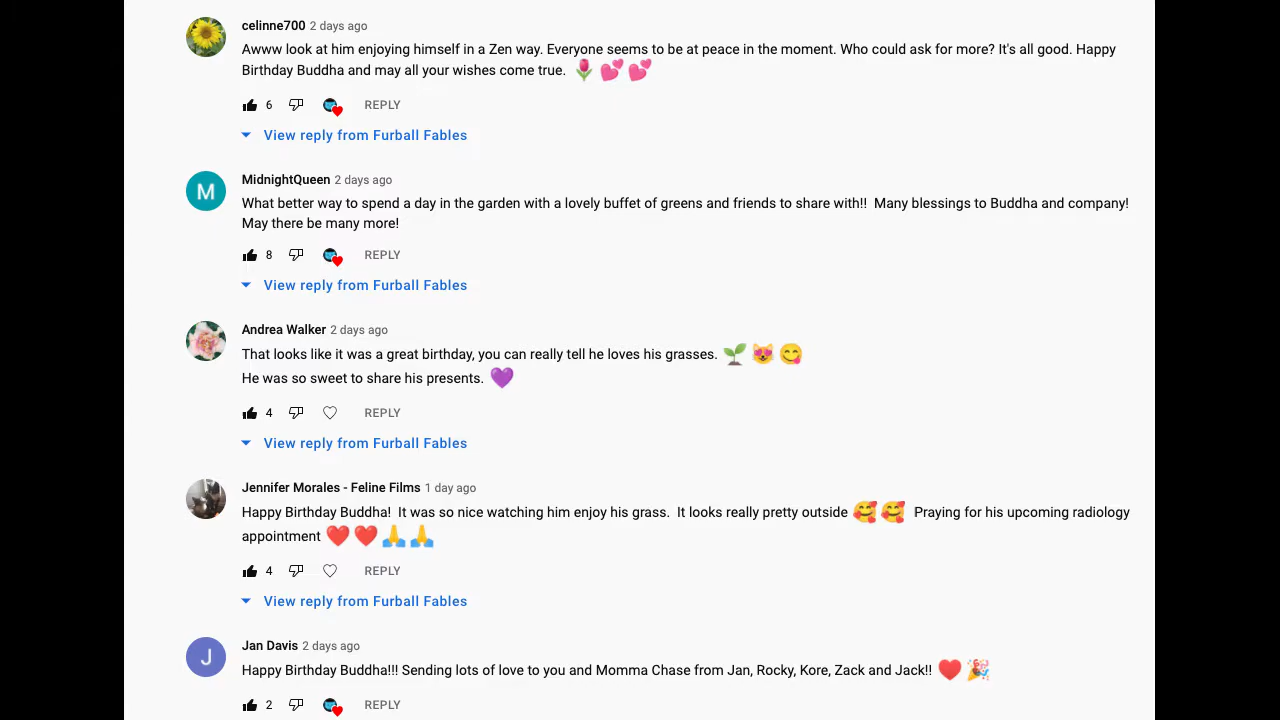 celinne700 2 days ago
Awww look at him enjoying himself in a Zen way. Everyone seems to be at peace in the moment. Who could ask for more? It's all good. Happy
Birthday Buddha and may all your wishes come true. 🌷 💕 💕
6 REPLY
View reply from Furball Fables
M
MidnightQueen 2 days ago
What better way to spend a day in the garden with a lovely buffet of greens and friends to share with!! Many blessings to Buddha and company!
May there be many more!
8 REPLY
View reply from Furball Fables
Andrea Walker 2 days ago
That looks like it was a great birthday, you can really tell he loves his grasses. 🌱 😻 😋
He was so sweet to share his presents. 💜
4 REPLY
View reply from Furball Fables
Jennifer Morales - Feline Films 1 day ago
Happy Birthday Buddha! It was so nice watching him enjoy his grass. It looks really pretty outside 🥰 🥰 Praying for his upcoming radiology
appointment ❤️ ❤️ 🙏 🙏
4 REPLY
View reply from Furball Fables
J
Jan Davis 2 days ago
Happy Birthday Buddha!!! Sending lots of love to you and Momma Chase from Jan, Rocky, Kore, Zack and Jack!! ♥️ 🎉
2 REPLY